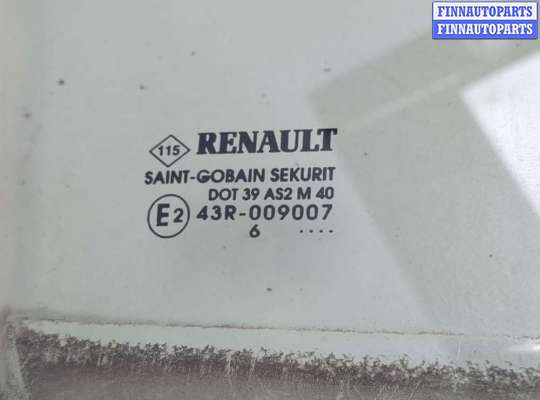 FINNAUTOPARTS
FINNAUTOPARTS
115 RENAULT
SAINT-GOBAIN SEKURIT
DOT 39 AS2 M 40
E2 43R-009007
6 ....